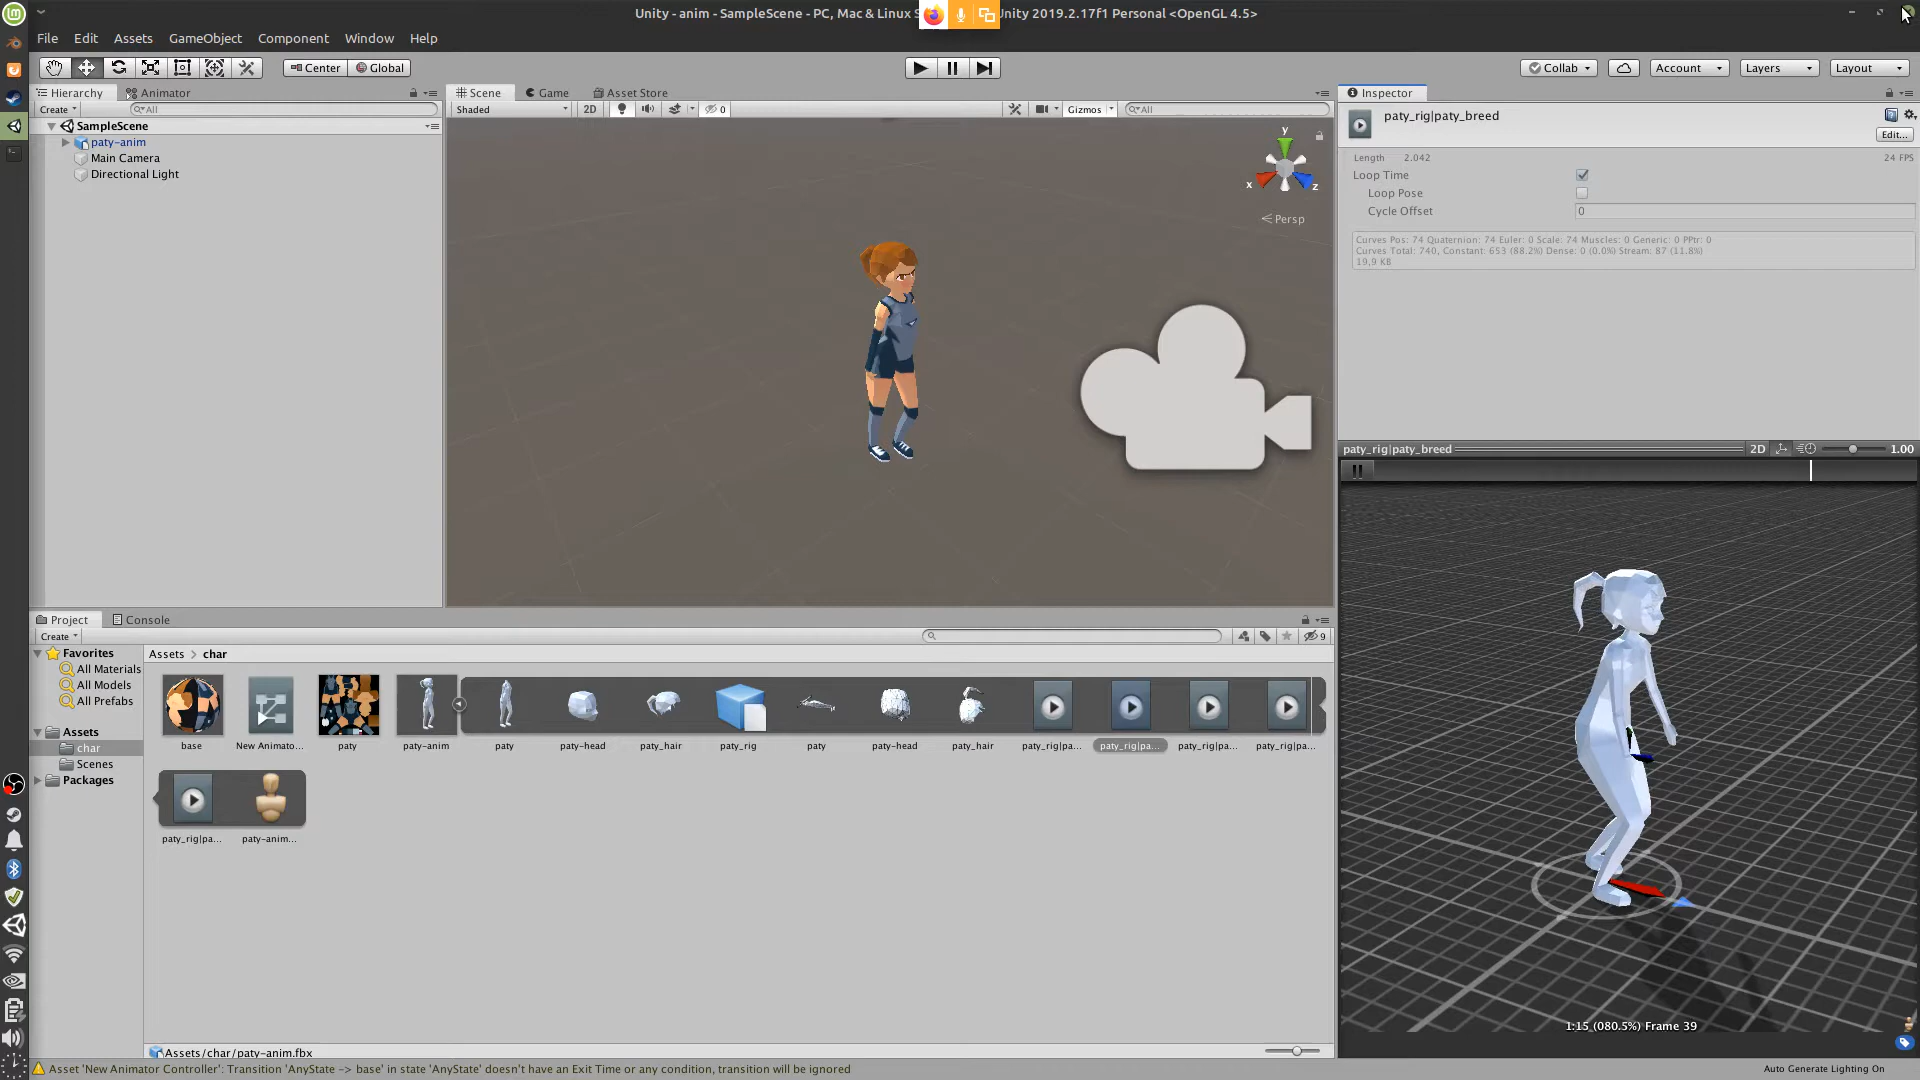 Unity - anim - SampleScene - PC, Mac & Linux S
Unity 2019.2.17f1 Personal <OpenGL 4.5>
File Edit Assets GameObject Component Window Help
Center Global
Collab Account Layers Layout
Hierarchy Animator
Create All
SampleScene
paty-anim
Main Camera
Directional Light
Scene Game Asset Store
Shaded 2D 0 Gizmos All
y
x
z
Persp
Inspector
paty_rig|paty_breed
Edit...
Length 2.042 24 FPS
Loop Time
Loop Pose
Cycle Offset 0
Curves Pos: 74 Quaternion: 74 Euler: 0 Scale: 74 Muscles: 0 Generic: 0 PPtr: 0
Curves Total: 740, Constant: 653 (88.2%) Dense: 0 (0.0%) Stream: 87 (11.8%)
19,9 KB
paty_rig|paty_breed 2D 1.00
1:15 (080.5%) Frame 39
Project Console
Create 9
Favorites
All Materials
All Models
All Prefabs
Assets
char
Scenes
Packages
Assets > char
base New Animato... paty paty-anim paty paty-head paty_hair paty_rig paty paty-head paty_hair paty_rig|pa... paty_rig|pa... paty_rig|pa... paty_rig|pa...
paty_rig|pa... paty-anim...
Assets/char/paty-anim.fbx
Asset 'New Animator Controller': Transition 'AnyState -> base' in state 'AnyState' doesn't have an Exit Time or any condition, transition will be ignored
Auto Generate Lighting On